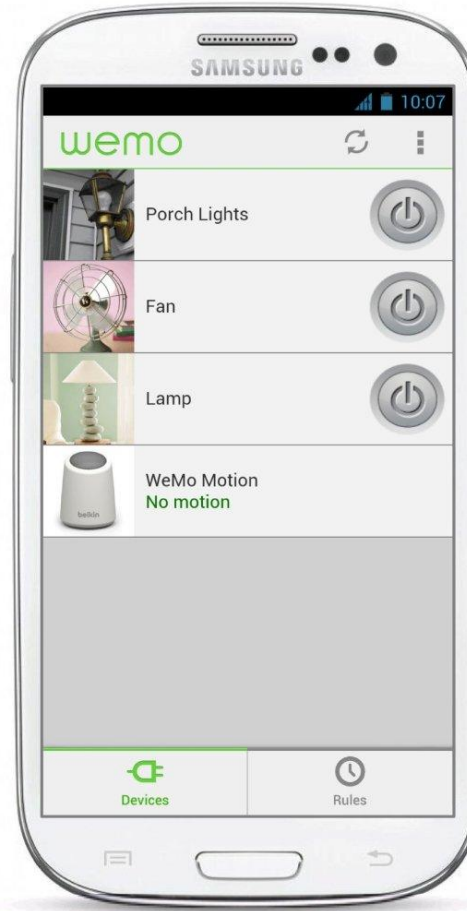 SAMSUNG
10:07
wemo
Porch Lights
Fan
Lamp
WeMo Motion
No motion
belkin
Devices
Rules